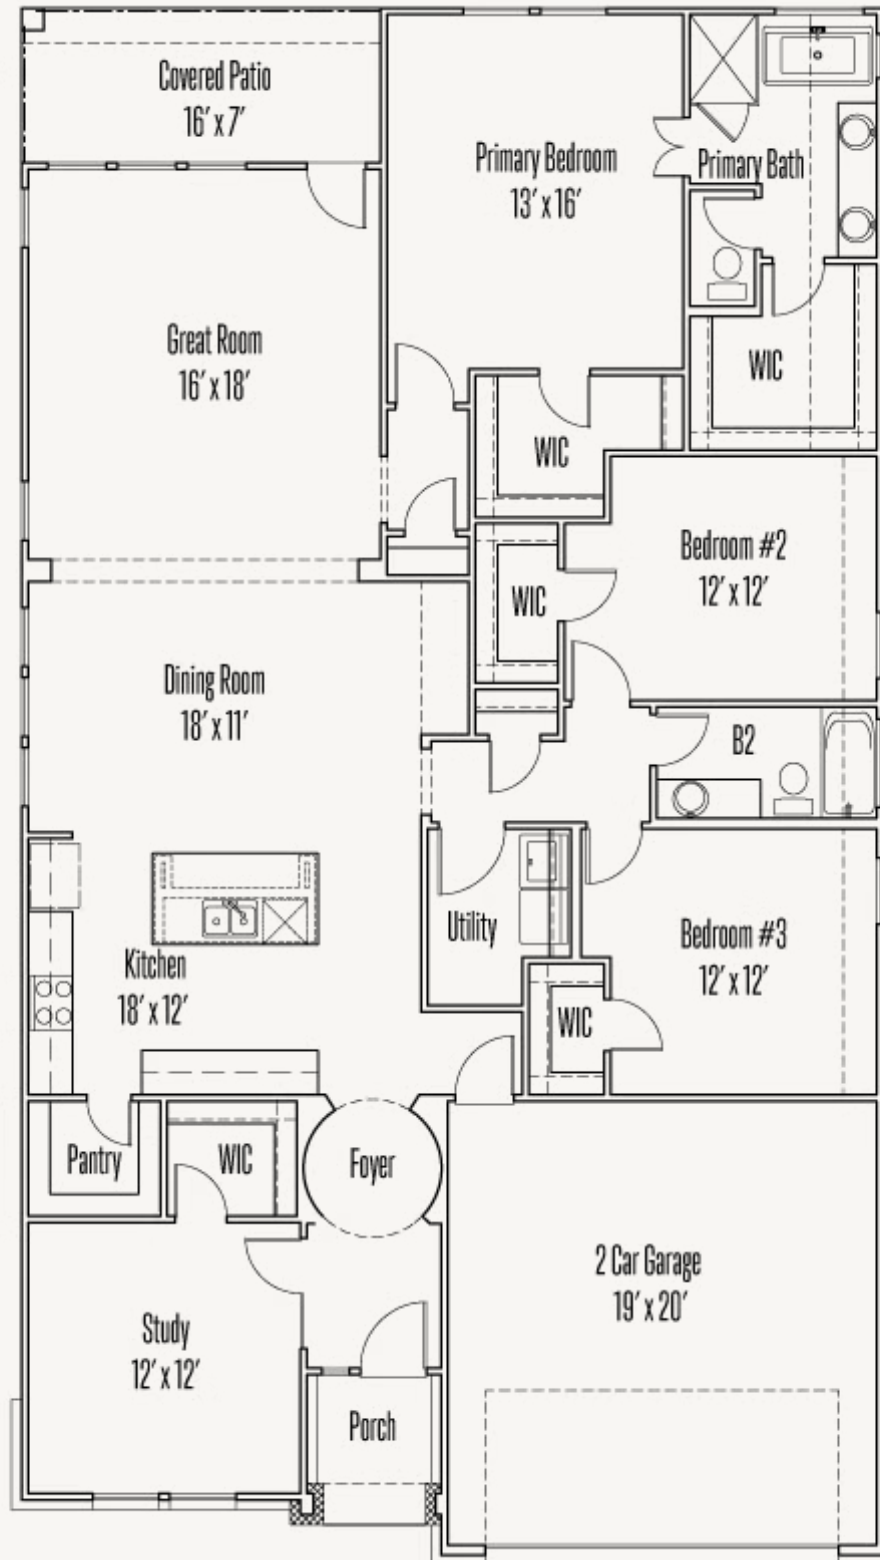 Covered Patio
16' x 7'
Primary Bedroom
13' x 16'
Primary Bath
Great Room
16' x 18'
WIC
WIC
Bedroom #2
12' x 12'
WIC
Dining Room
18' x 11'
B2
Utility
Bedroom #3
12' x 12'
Kitchen
18' x 12'
WIC
Pantry
WIC
Foyer
2 Car Garage
19' x 20'
Study
12' x 12'
Porch